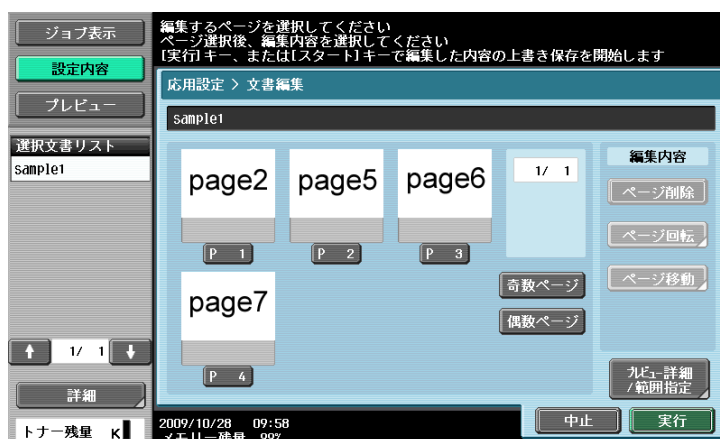 ジョブ表示
設定内容
プレビュー
選択文書リスト
sample1
1/ 1
詳細
トナー残量 K
編集するページを選択してください
ページ選択後、編集内容を選択してください
[実行]キー、または[スタート]キーで編集した内容の上書き保存を開始します
応用設定 > 文書編集
sample1
page2
page5
page6
P 1
P 2
P 3
page7
P 4
1/ 1
奇数ページ
偶数ページ
編集内容
ページ削除
ページ回転
ページ移動
プレビュー詳細
/範囲指定
2009/10/28 09:58
メモリー残量 99%
中止
実行